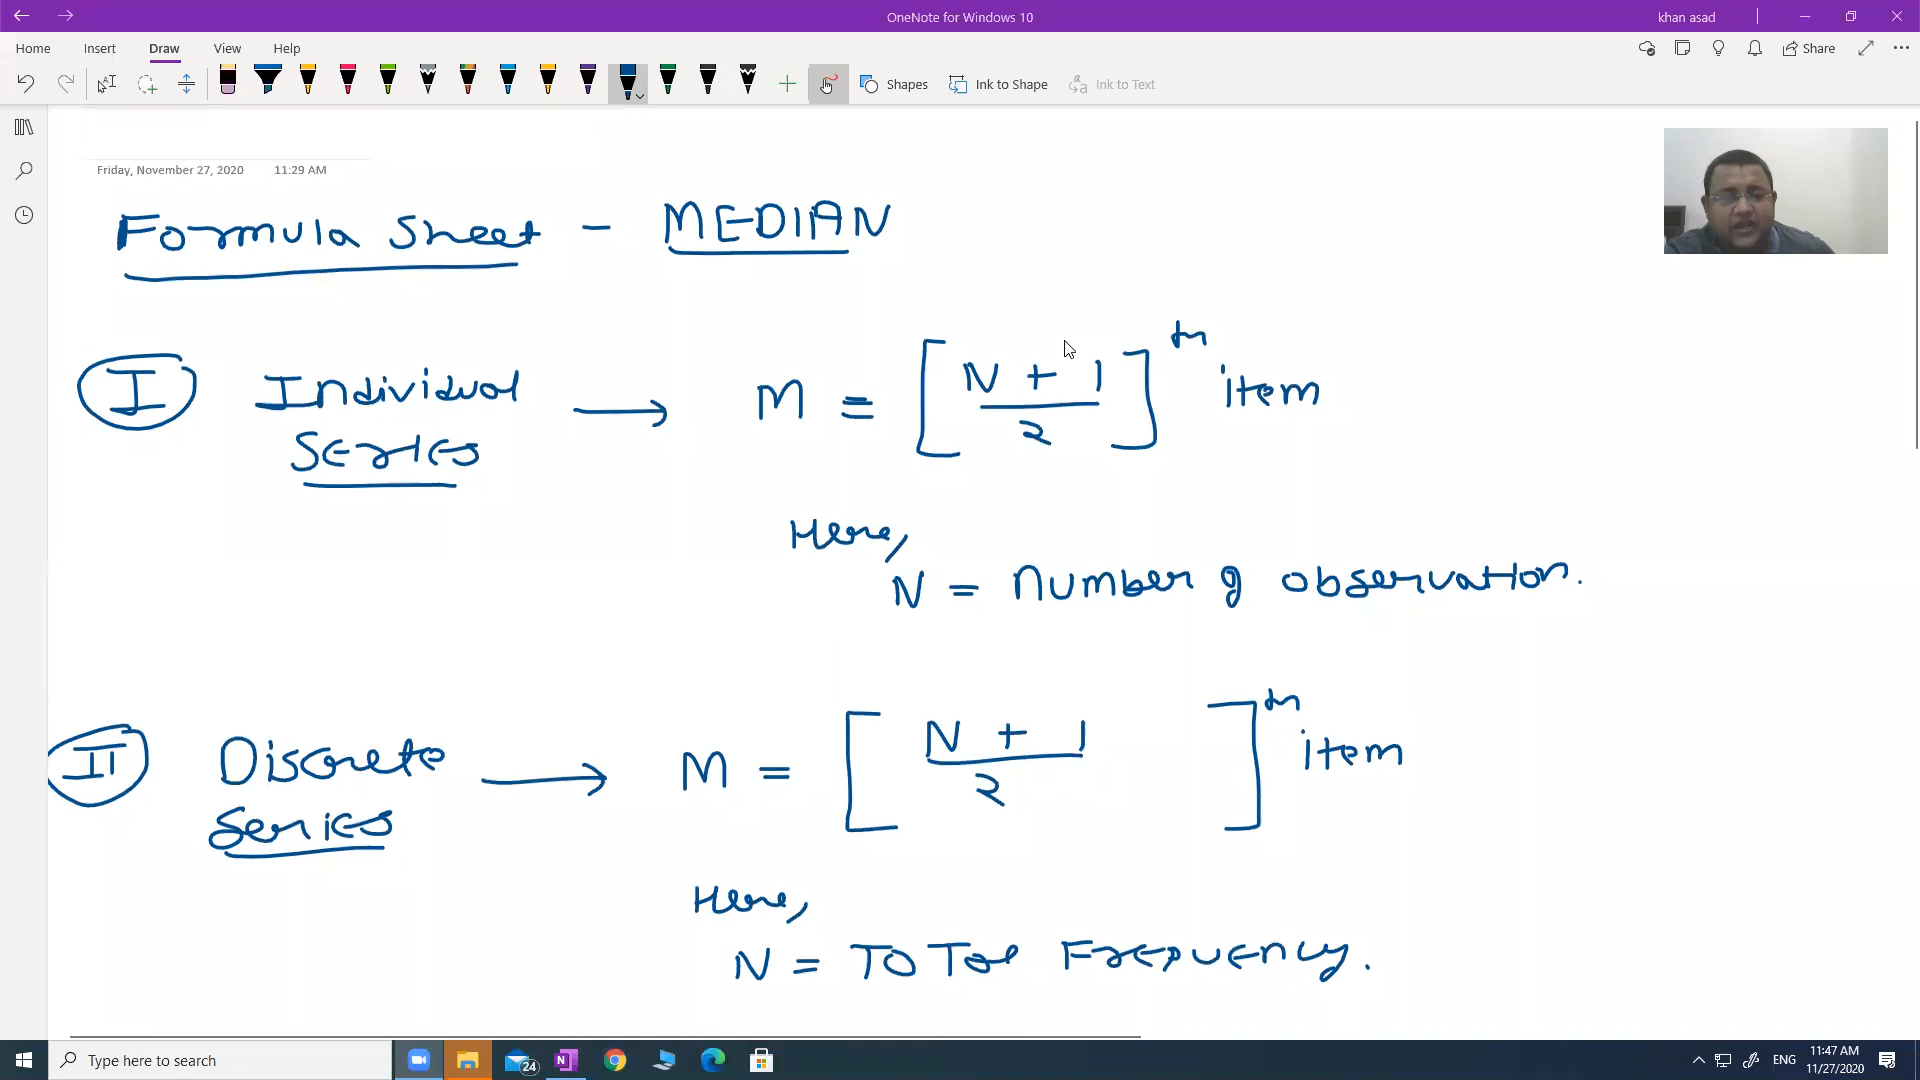 OneNote for Windows 10
khan asad
Home Insert Draw View Help
Share
Shapes Ink to Shape Ink to Text
Friday, November 27, 2020 11:29 AM
Formula Sheet - MEDIAN
I Individual Series → M = [N + 1 / 2]th item
Here,
N = Number of observation.
II Discrete Series → M = [N + 1 / 2]th item
Here,
N = Total Frequency.
Type here to search
24
ENG
11:47 AM
11/27/2020